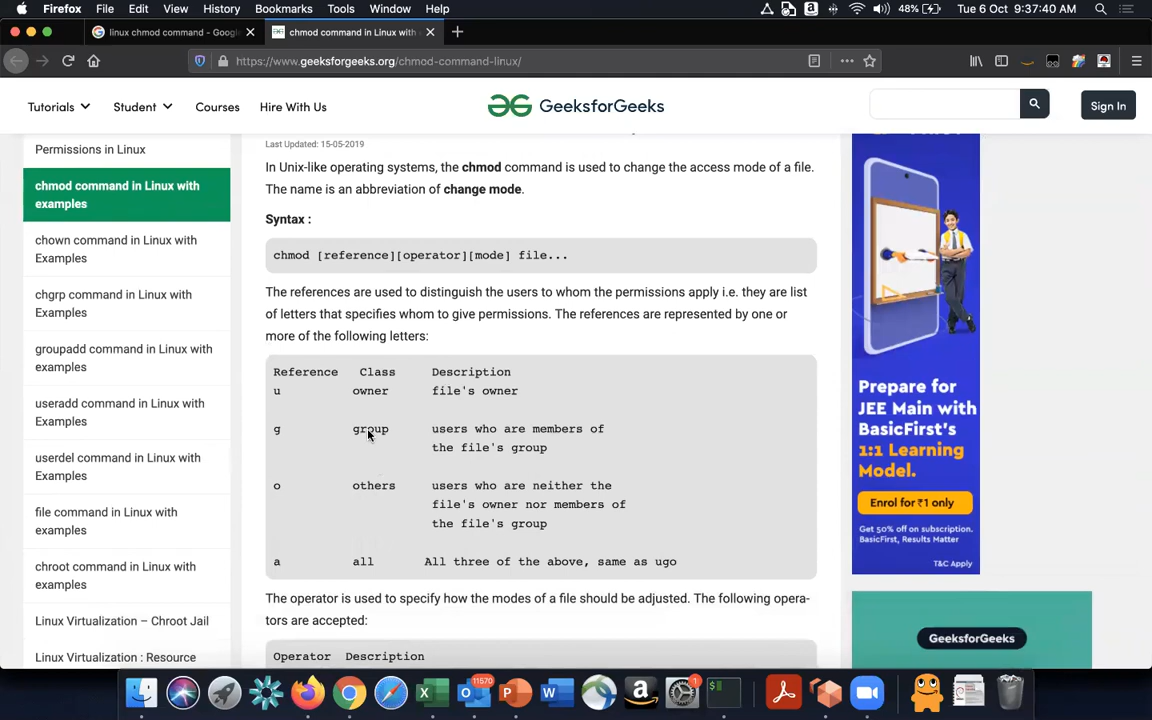 Firefox File Edit View History Bookmarks Tools Window Help 48% Tue 6 Oct 9:37:40 AM
linux chmod command - Google
chmod command in Linux with
https://www.geeksforgeeks.org/chmod-command-linux/
Tutorials Student Courses Hire With Us GeeksforGeeks Sign In
Permissions in Linux
chmod command in Linux with
examples
chown command in Linux with
Examples
chgrp command in Linux with
Examples
groupadd command in Linux with
examples
useradd command in Linux with
Examples
userdel command in Linux with
Examples
file command in Linux with
examples
chroot command in Linux with
examples
Linux Virtualization – Chroot Jail
Linux Virtualization : Resource
Last Updated: 15-05-2019
In Unix-like operating systems, the chmod command is used to change the access mode of a file.
The name is an abbreviation of change mode.
Syntax :
chmod [reference][operator][mode] file...
The references are used to distinguish the users to whom the permissions apply i.e. they are list
of letters that specifies whom to give permissions. The references are represented by one or
more of the following letters:
Reference Class Description
u owner file's owner
g group users who are members of
the file's group
o others users who are neither the
file's owner nor members of
the file's group
a all All three of the above, same as ugo
The operator is used to specify how the modes of a file should be adjusted. The following opera-
tors are accepted:
Operator Description
Prepare for
JEE Main with
BasicFirst's
1:1 Learning
Model.
Enrol for ₹1 only
Get 50% off on subscription.
BasicFirst, Results Matter
T&C Apply
GeeksforGeeks
11570
1